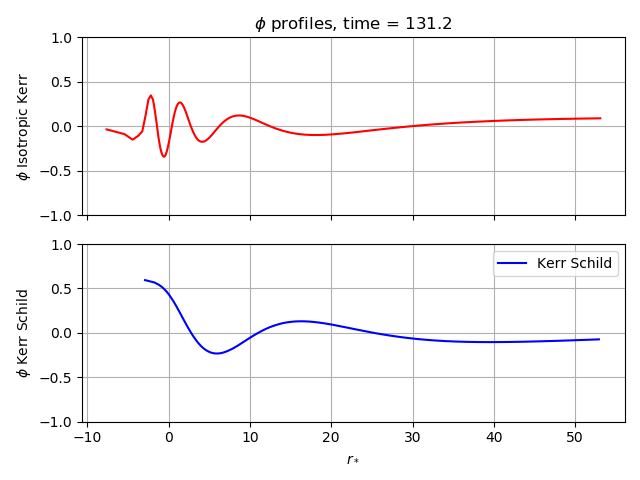 ϕ profiles, time = 131.2
1.0
0.5
0.0
−0.5
−1.0
ϕ Isotropic Kerr
1.0
0.5
0.0
−0.5
−1.0
ϕ Kerr Schild
Kerr Schild
−10 0 10 20 30 40 50
r*